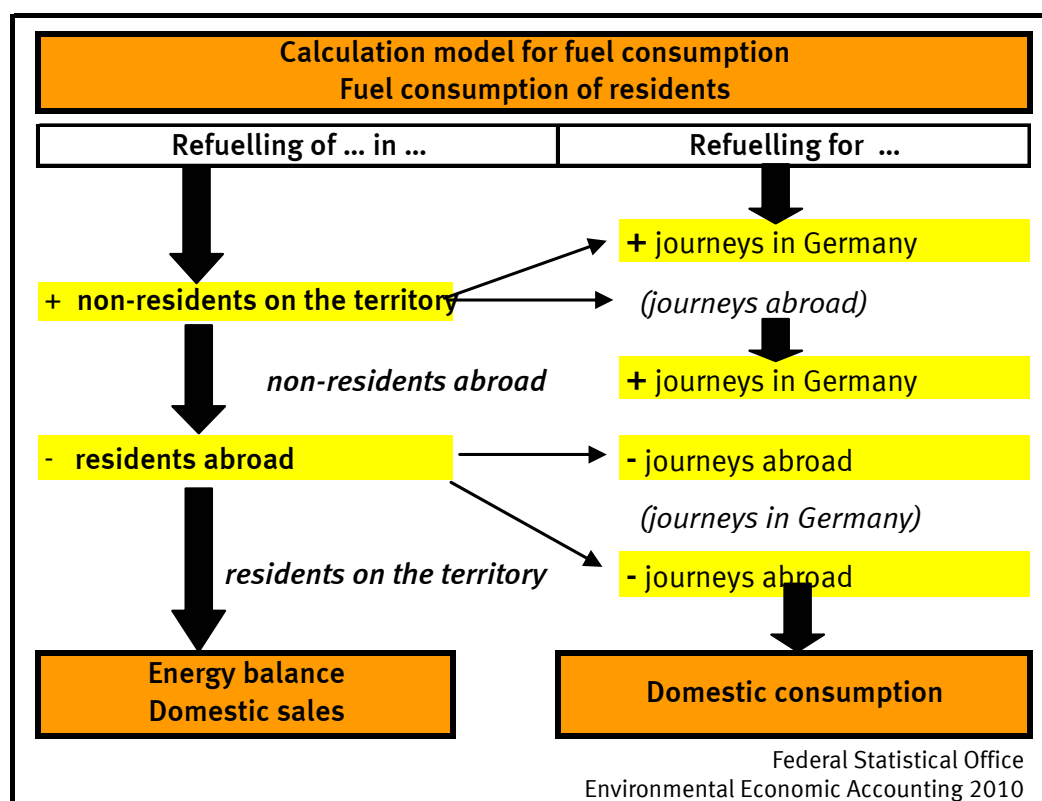 Calculation model for fuel consumption
Fuel consumption of residents
Refuelling of ... in ...
Refuelling for ...
+ journeys in Germany
+ non-residents on the territory
(journeys abroad)
non-residents abroad
+ journeys in Germany
- residents abroad
- journeys abroad
(journeys in Germany)
residents on the territory
- journeys abroad
Energy balance
Domestic sales
Domestic consumption
Federal Statistical Office
Environmental Economic Accounting 2010